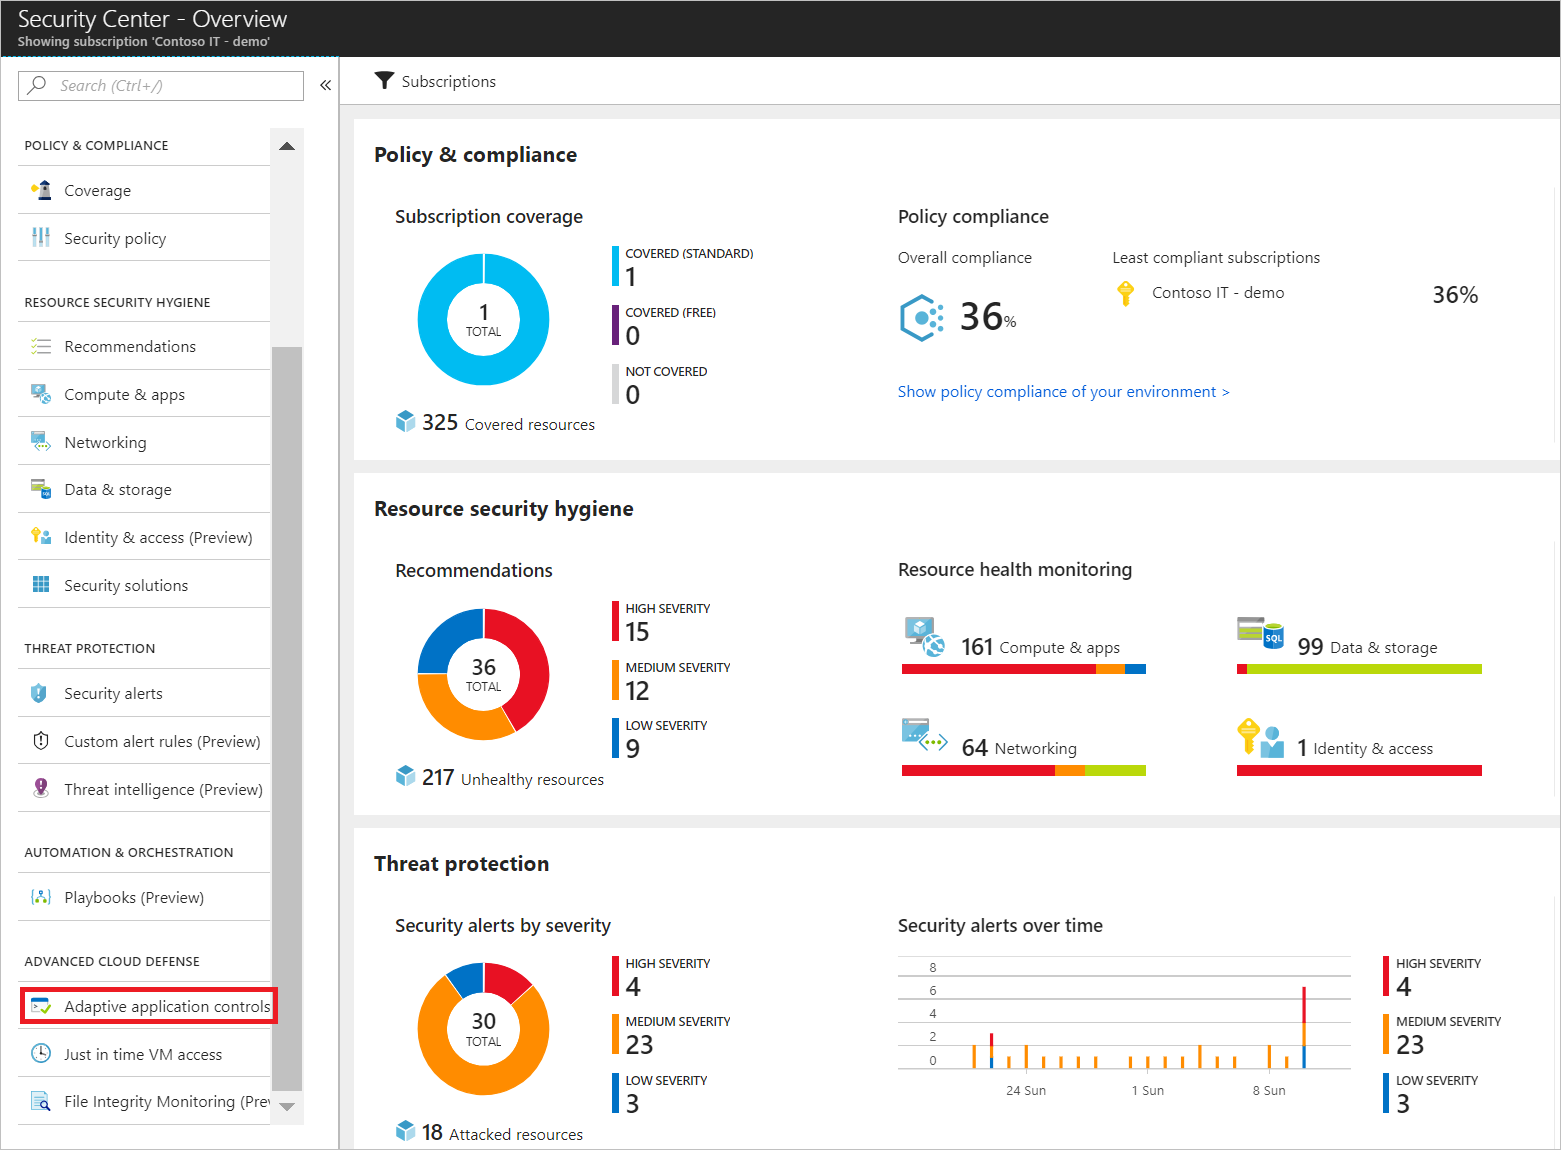 Security Center - Overview
Showing subscription 'Contoso IT - demo'
Search (Ctrl+/)
«
POLICY & COMPLIANCE
Coverage
Security policy
RESOURCE SECURITY HYGIENE
Recommendations
Compute & apps
Networking
Data & storage
Identity & access (Preview)
Security solutions
THREAT PROTECTION
Security alerts
Custom alert rules (Preview)
Threat intelligence (Preview)
AUTOMATION & ORCHESTRATION
Playbooks (Preview)
ADVANCED CLOUD DEFENSE
Adaptive application controls
Just in time VM access
File Integrity Monitoring (Prev
Subscriptions
Policy & compliance
Subscription coverage
1
TOTAL
COVERED (STANDARD)
1
COVERED (FREE)
0
NOT COVERED
0
325 Covered resources
Policy compliance
Overall compliance
36%
Least compliant subscriptions
Contoso IT - demo 36%
Show policy compliance of your environment >
Resource security hygiene
Recommendations
36
TOTAL
HIGH SEVERITY
15
MEDIUM SEVERITY
12
LOW SEVERITY
9
217 Unhealthy resources
Resource health monitoring
161 Compute & apps
SQL
99 Data & storage
64 Networking
1 Identity & access
Threat protection
Security alerts by severity
30
TOTAL
HIGH SEVERITY
4
MEDIUM SEVERITY
23
LOW SEVERITY
3
18 Attacked resources
Security alerts over time
8
6
4
2
0
24 Sun 1 Sun 8 Sun
HIGH SEVERITY
4
MEDIUM SEVERITY
23
LOW SEVERITY
3